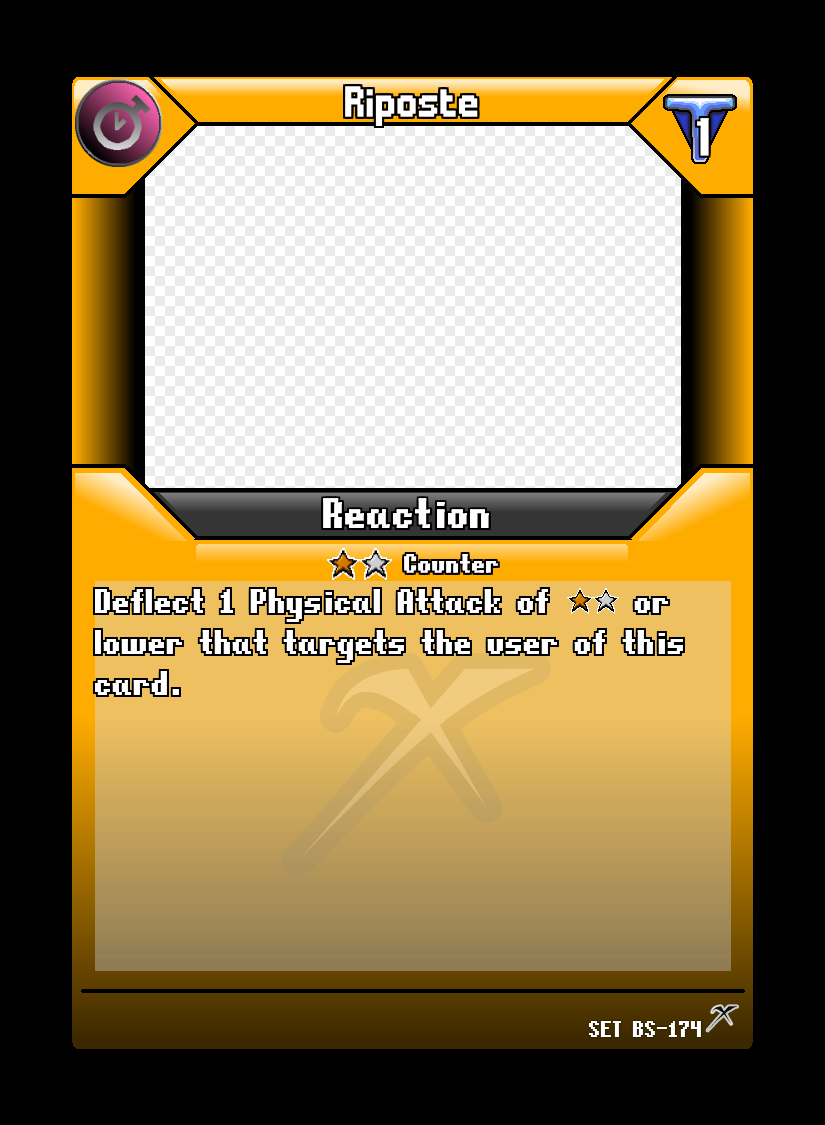 Riposte
1
Reaction
Counter
Deflect 1 Physical Attack of or
lower that targets the user of this
card.
SET BS-174